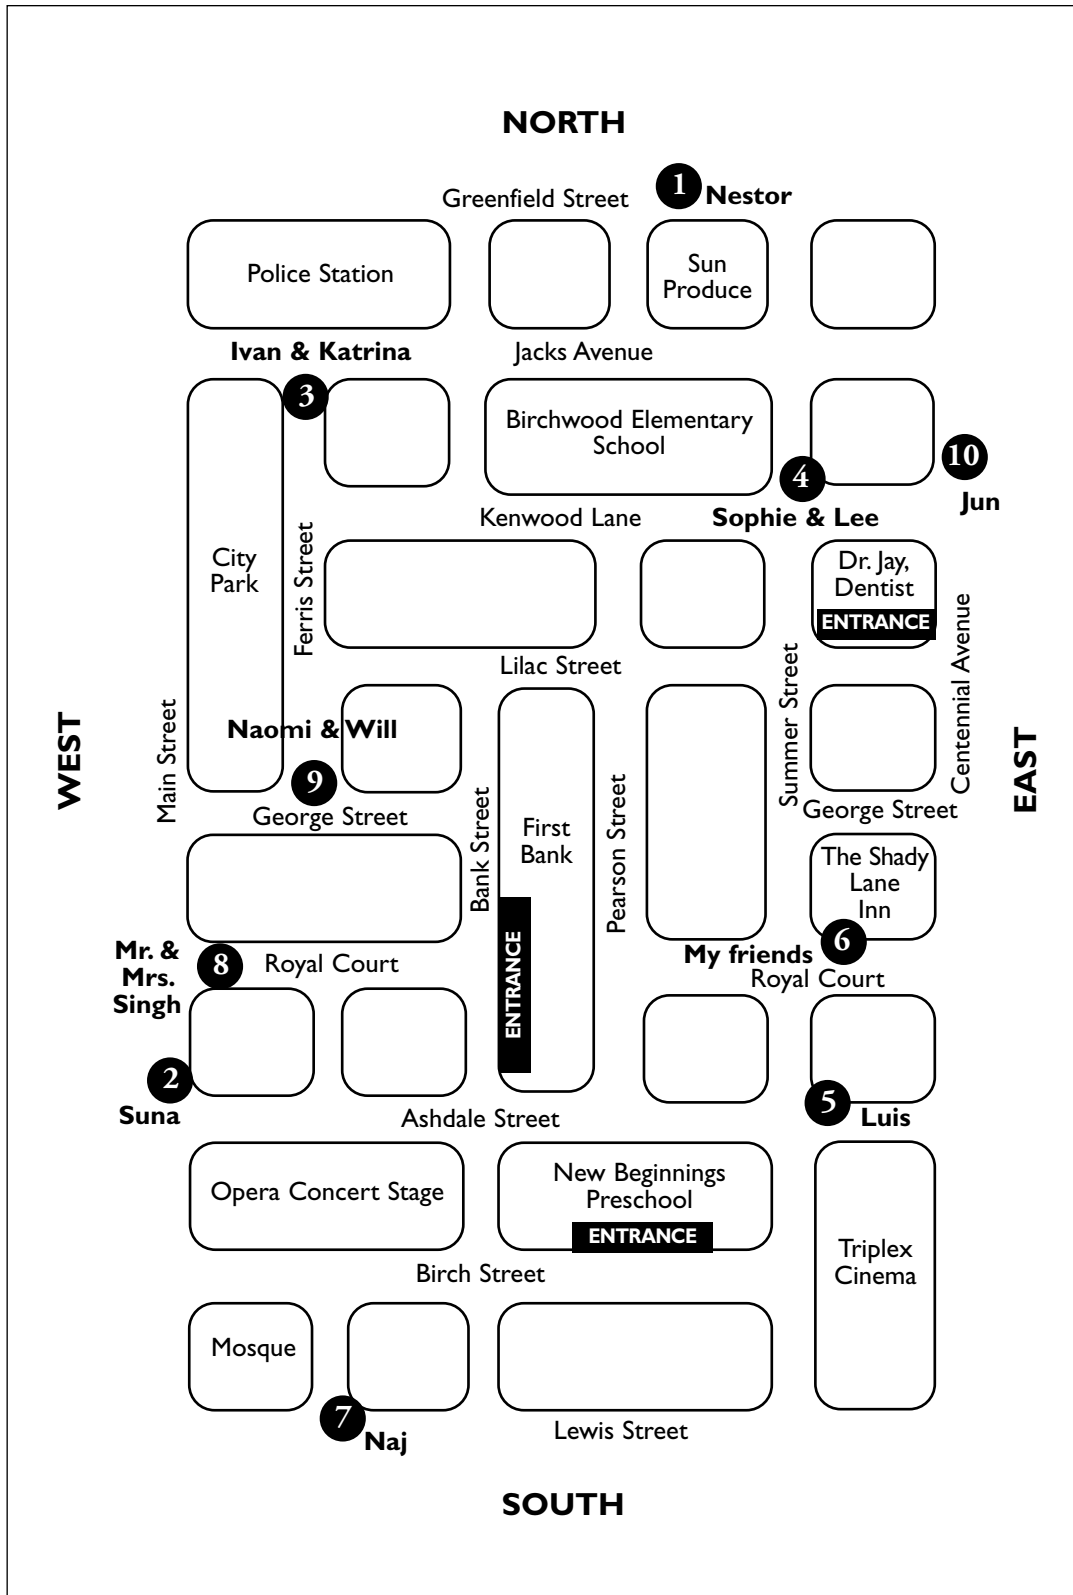 NORTH
1 Nestor
Greenfield Street
Police Station
Sun
Produce
Ivan & Katrina
Jacks Avenue
3
Birchwood Elementary
School
4
10
Jun
Kenwood Lane
Sophie & Lee
City
Park
Ferris Street
Dr. Jay,
Dentist
ENTRANCE
Lilac Street
Centennial Avenue
Summer Street
WEST
Main Street
Naomi & Will
9
George Street
Bank Street
First
Bank
Pearson Street
EAST
George Street
The Shady
Lane
Inn
Mr. &
Mrs.
Singh
8
Royal Court
ENTRANCE
My friends 6
Royal Court
2
Suna
Ashdale Street
5
Luis
Opera Concert Stage
New Beginnings
Preschool
ENTRANCE
Triplex
Cinema
Birch Street
Mosque
7
Naj
Lewis Street
SOUTH